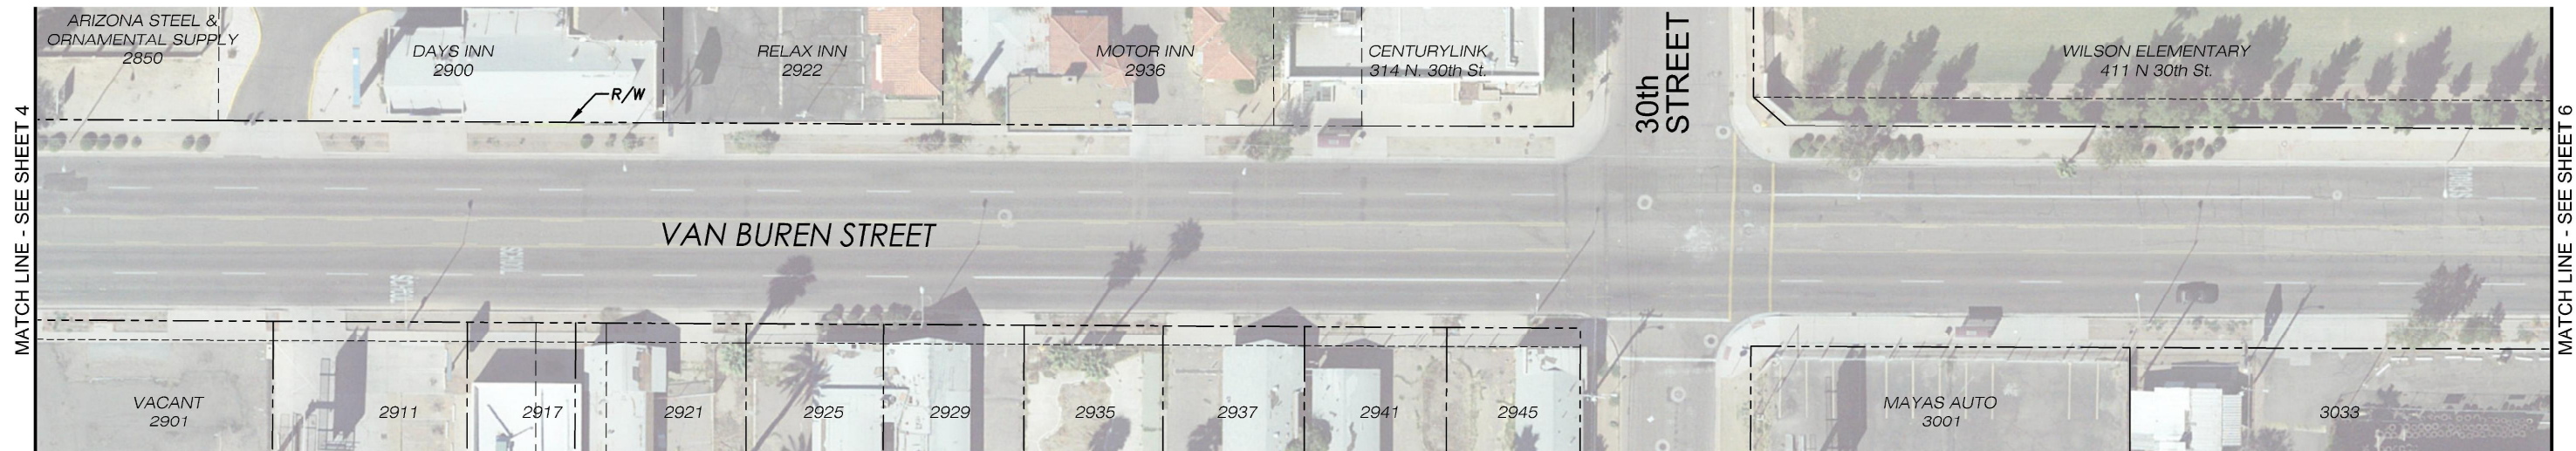 ARIZONA STEEL &
ORNAMENTAL SUPPLY
2850
DAYS INN
2900
R/W
RELAX INN
2922
MOTOR INN
2936
CENTURYLINK
314 N. 30th St.
30th
STREET
WILSON ELEMENTARY
411 N 30th St.
MATCH LINE - SEE SHEET 4
VAN BUREN STREET
MATCH LINE - SEE SHEET 6
VACANT
2901
2911
2917
2921
2925
2929
2935
2937
2941
2945
MAYAS AUTO
3001
3033